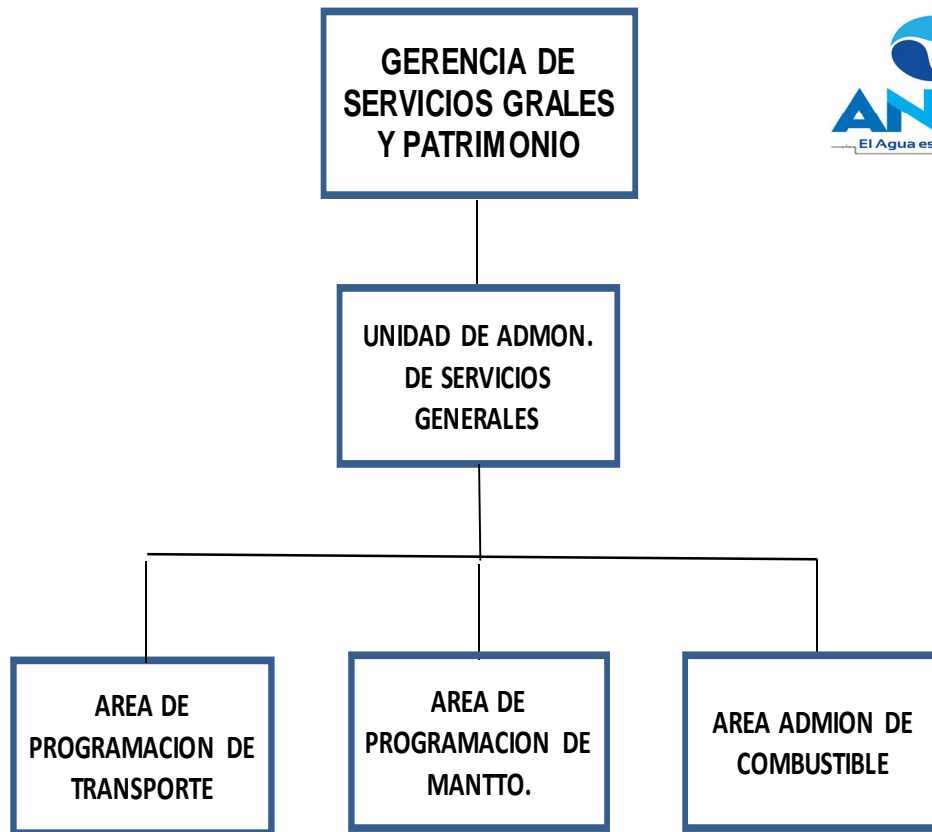 GERENCIA DE
SERVICIOS GRALES
Y PATRIMONIO
El Agua es
UNIDAD DE ADMON.
DE SERVICIOS
GENERALES
AREA DE
PROGRAMACION DE
TRANSPORTE
AREA DE
PROGRAMACION DE
MANTTO.
AREA ADMION DE
COMBUSTIBLE